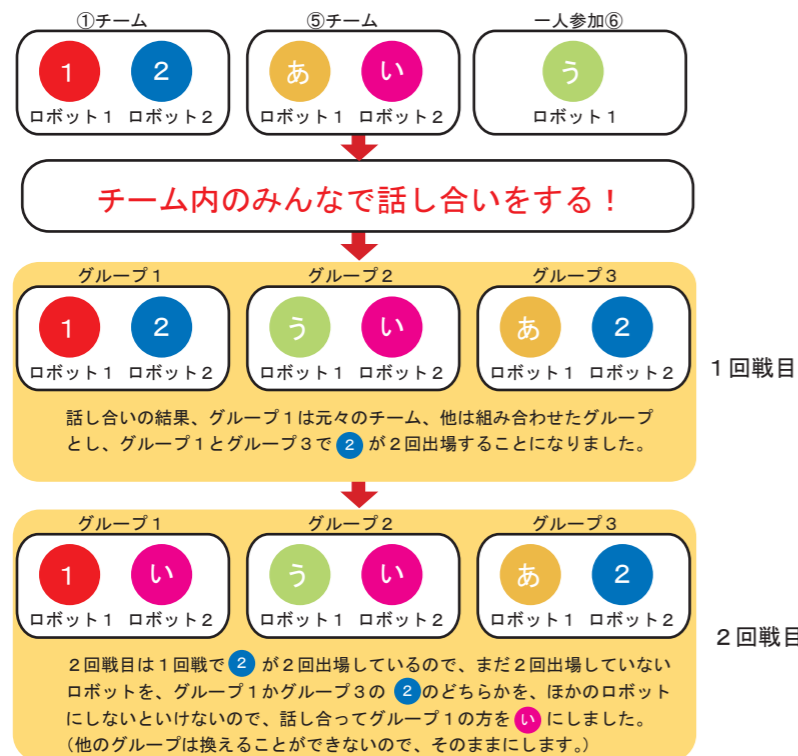 ①チーム ⑤チーム 一人参加⑥
1 2 あ い う
ロボット1 ロボット2 ロボット1 ロボット2 ロボット1
チーム内のみんなで話し合いをする！
グループ1 グループ2 グループ3
1 2 う い あ 2
ロボット1 ロボット2 ロボット1 ロボット2 ロボット1 ロボット2
1回戦目
話し合いの結果、グループ1は元々のチーム、他は組み合わせたグループ
とし、グループ1とグループ3で 2 が2回出場することになりました。
グループ1 グループ2 グループ3
1 い う い あ 2
ロボット1 ロボット2 ロボット1 ロボット2 ロボット1 ロボット2
2回戦目
2回戦目は1回戦で 2 が2回出場しているので、まだ2回出場していない
ロボットを、グループ1かグループ3の 2 のどちらかを、ほかのロボット
にしないといけないので、話し合ってグループ1の方を い にしました。
(他のグループは換えることができないので、そのままにします。)